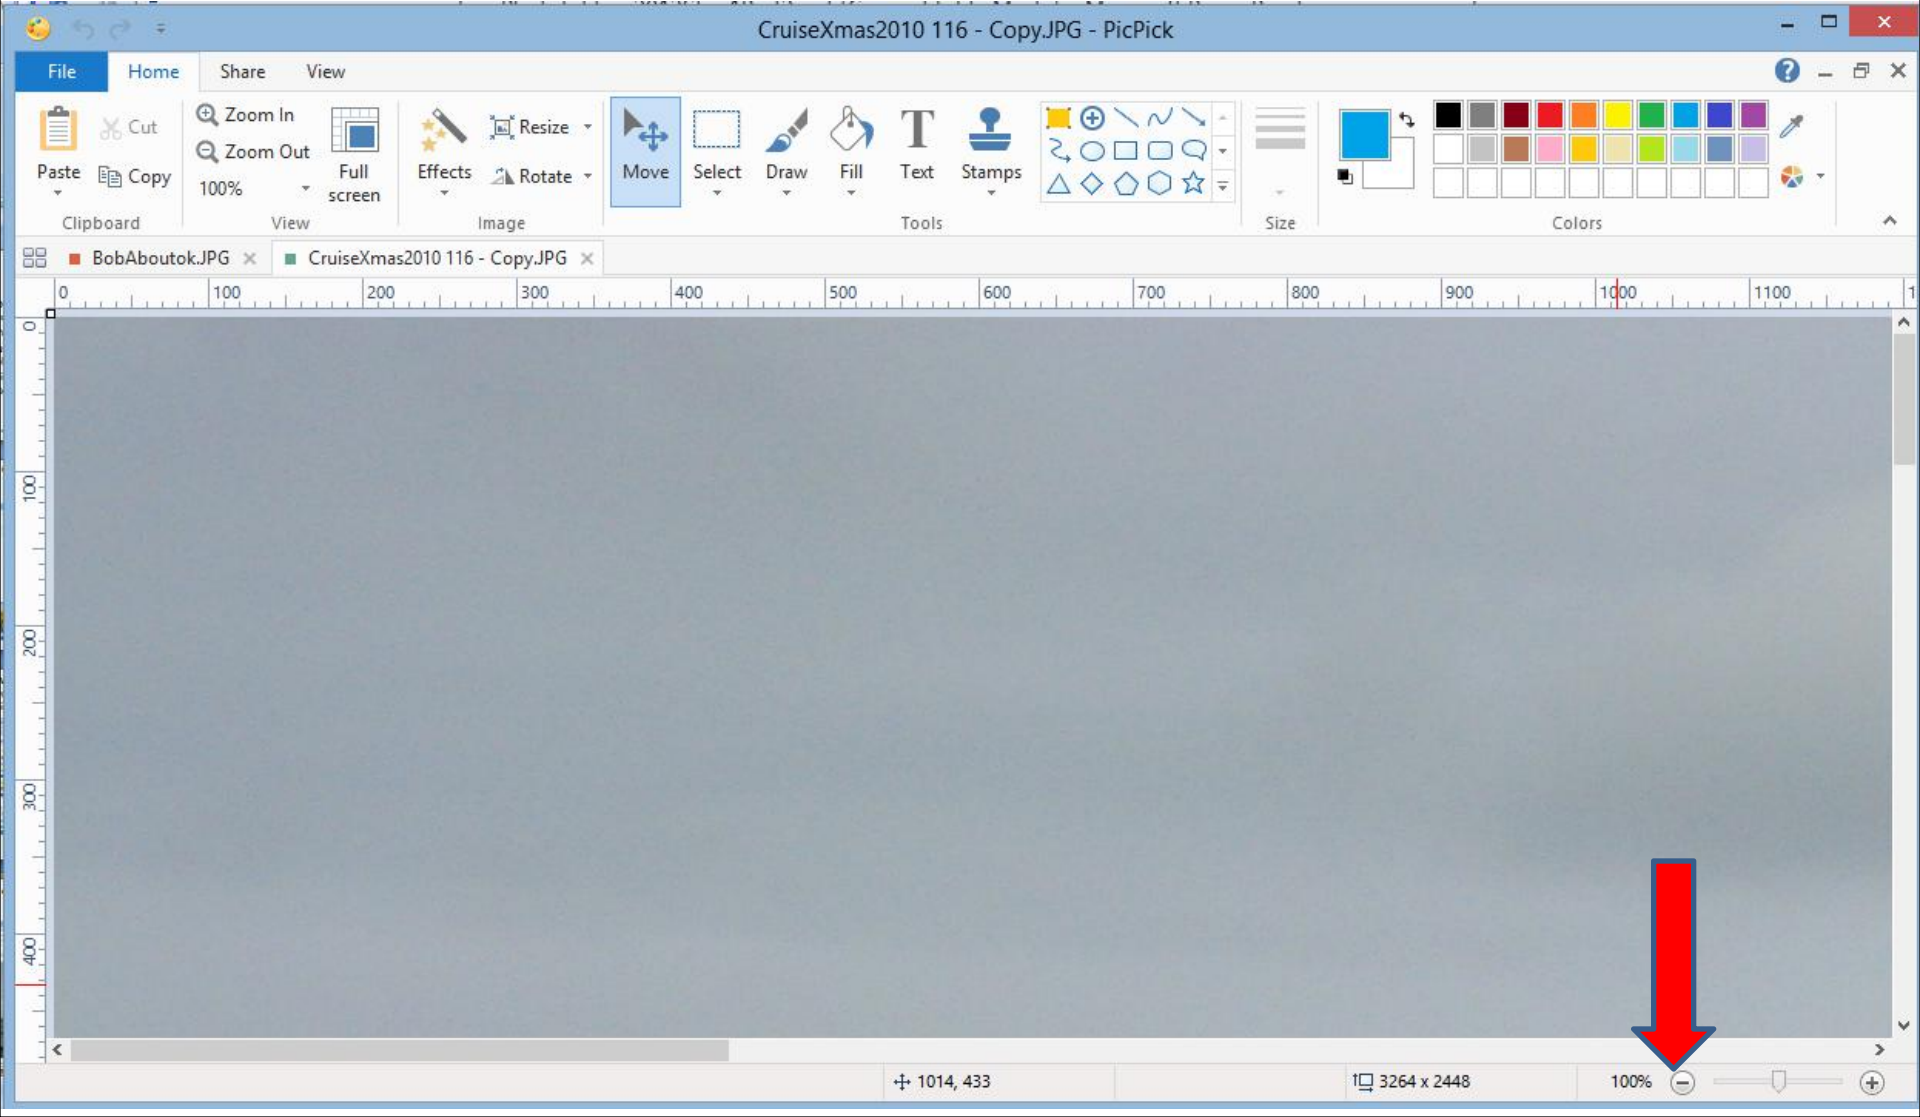 CruiseXmas2010 116 - Copy.JPG - PicPick
File Home Share View
Paste
Cut
Copy
Clipboard
Zoom In
Zoom Out
100%
Full screen
View
Effects
Resize
Rotate
Image
Move
Select
Draw
Fill
Text
Stamps
Tools
Size
Colors
BobAboutok.JPG CruiseXmas2010 116 - Copy.JPG
0 100 200 300 400 500 600 700 800 900 1000 1100 1
0
100
200
300
400
1014, 433 3264 x 2448 100%